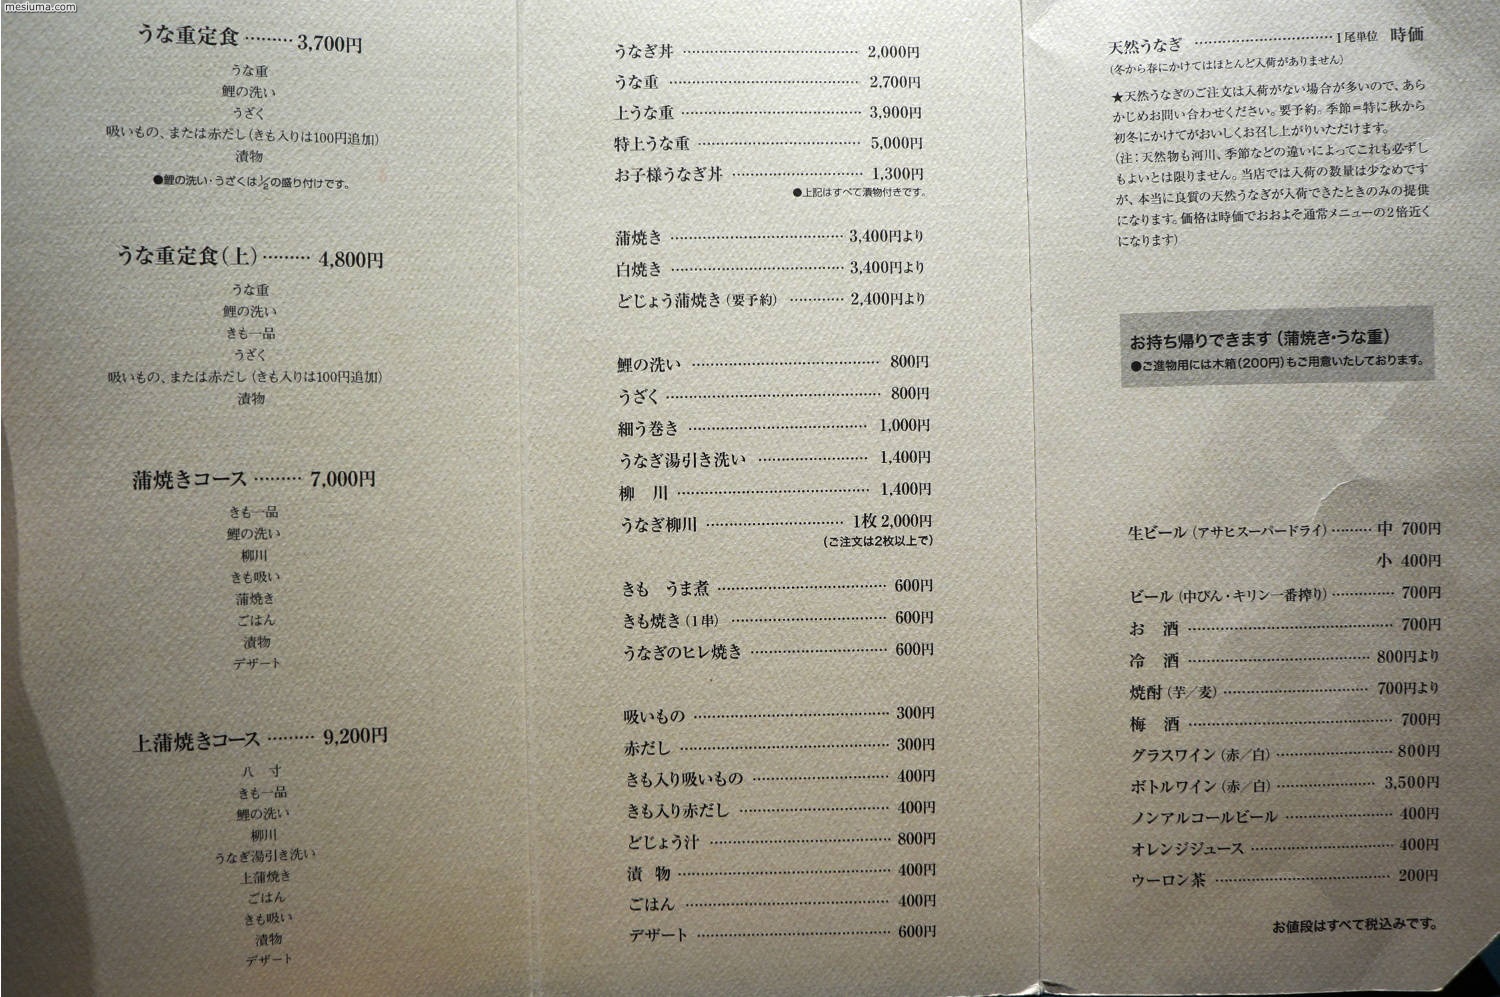 mesiuma.com
うな重定食 ……… 3,700円
うな重
鯉の洗い
うざく
吸いもの、または赤だし（きも入りは100円追加）
漬物
●鯉の洗い・うざくは½の盛り付けです。
うな重定食（上） ……… 4,800円
うな重
鯉の洗い
きも一品
うざく
吸いもの、または赤だし（きも入りは100円追加）
漬物
蒲焼きコース ……… 7,000円
きも一品
鯉の洗い
柳川
きも吸い
蒲焼き
ごはん
漬物
デザート
上蒲焼きコース ……… 9,200円
八 寸
きも一品
鯉の洗い
柳川
うなぎ湯引き洗い
上蒲焼き
ごはん
きも吸い
漬物
デザート
うなぎ丼 ……… 2,000円
うな重 ……… 2,700円
上うな重 ……… 3,900円
特上うな重 ……… 5,000円
お子様うなぎ丼 ……… 1,300円
●上記はすべて漬物付きです。
蒲焼き ……… 3,400円より
白焼き ……… 3,400円より
どじょう蒲焼き（要予約） ……… 2,400円より
鯉の洗い ……… 800円
うざく ……… 800円
細う巻き ……… 1,000円
うなぎ湯引き洗い ……… 1,400円
柳 川 ……… 1,400円
うなぎ柳川 ……… 1枚 2,000円
（ご注文は2枚以上で）
きも うま煮 ……… 600円
きも焼き（1串） ……… 600円
うなぎのヒレ焼き ……… 600円
吸いもの ……… 300円
赤だし ……… 300円
きも入り吸いもの ……… 400円
きも入り赤だし ……… 400円
どじょう汁 ……… 800円
漬 物 ……… 400円
ごはん ……… 400円
デザート ……… 600円
天然うなぎ ……… 1尾単位 時価
（冬から春にかけてはほとんど入荷がありません）
★天然うなぎのご注文は入荷がない場合が多いので、あら
かじめお問い合わせください。要予約。季節＝特に秋から
初冬にかけてがおいしくお召し上がりいただけます。
（注：天然物も河川、季節などの違いによってこれも必ずし
もよいとは限りません。当店では入荷の数量は少なめです
が、本当に良質の天然うなぎが入荷できたときのみの提供
になります。価格は時価でおおよそ通常メニューの2倍近く
になります）
お持ち帰りできます（蒲焼き・うな重）
●ご進物用には木箱（200円）もご用意いたしております。
生ビール（アサヒスーパードライ） ……… 中 700円
小 400円
ビール（中びん・キリン一番搾り） ……… 700円
お 酒 ……… 700円
冷 酒 ……… 800円より
焼酎（芋／麦） ……… 700円より
梅 酒 ……… 700円
グラスワイン（赤／白） ……… 800円
ボトルワイン（赤／白） ……… 3,500円
ノンアルコールビール ……… 400円
オレンジジュース ……… 400円
ウーロン茶 ……… 200円
お値段はすべて税込みです。